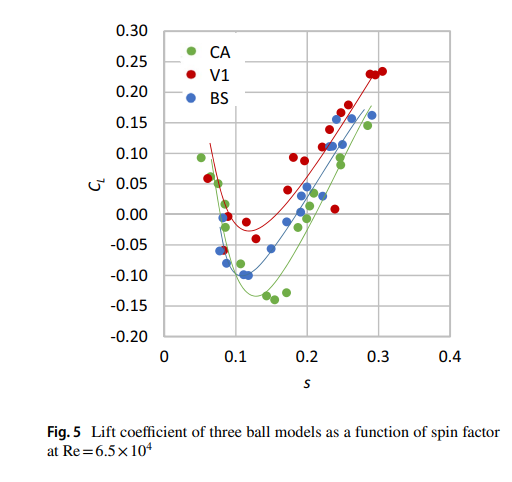 0.30
0.25
0.20
0.15
0.10
0.05
0.00
-0.05
-0.10
-0.15
-0.20
C_L
CA
V1
BS
0 0.1 0.2 0.3 0.4
s
Fig. 5 Lift coefficient of three ball models as a function of spin factor
at Re = 6.5 × 10⁴